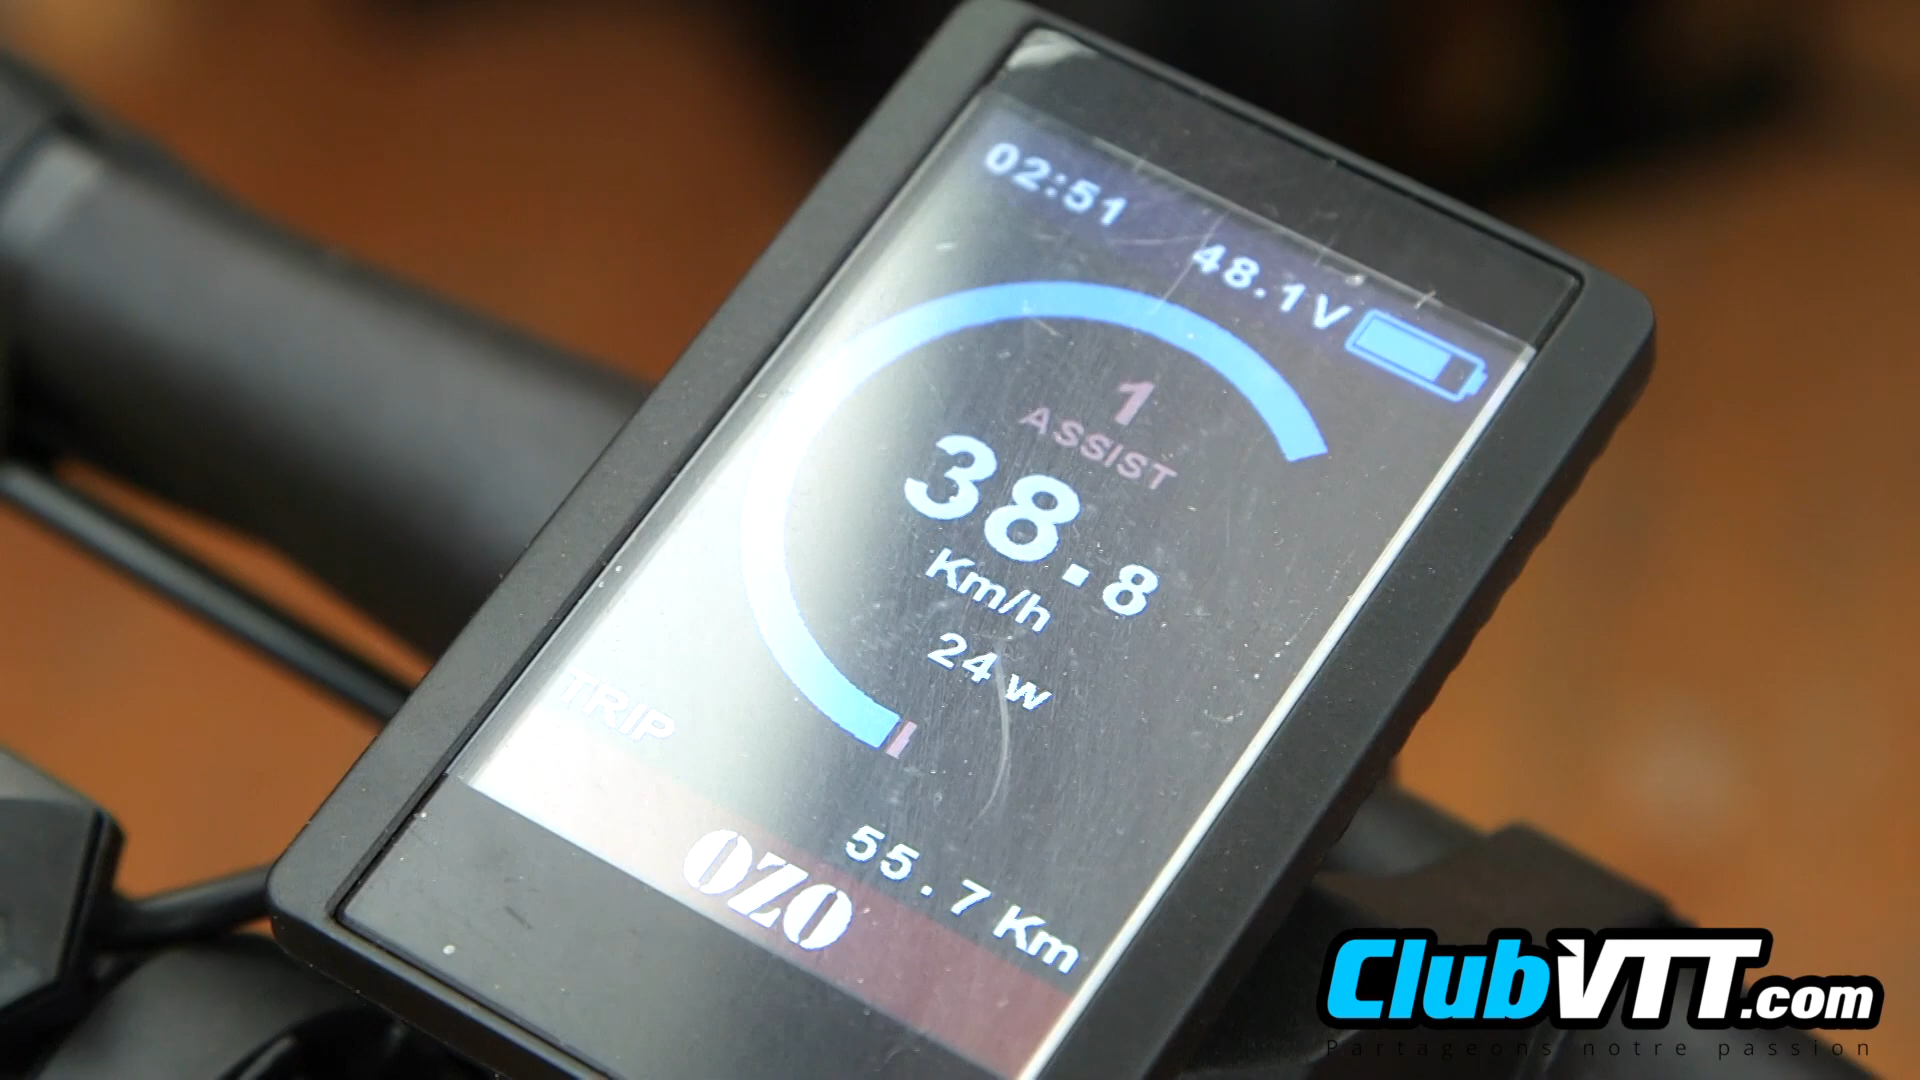 02:51
48.1V
1
ASSIST
38.8
Km/h
24w
TRIP
55.7 Km
OZO
ClubVTT.com
Partageons notre passion